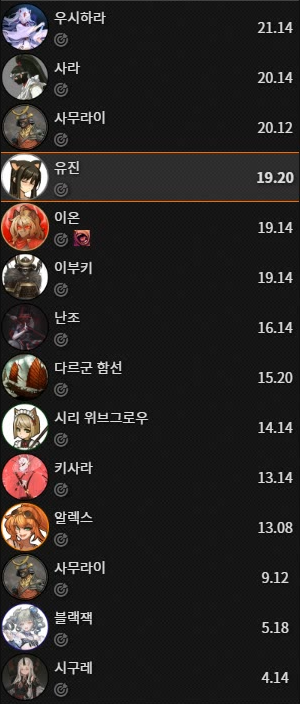 우시하라
21.14
사라
20.14
사무라이
20.12
유진
19.20
이온
19.14
이부키
19.14
난조
16.14
다르군 함선
15.20
시리 위브그로우
14.14
키사라
13.14
알렉스
13.08
사무라이
9.12
블랙잭
5.18
시구레
4.14